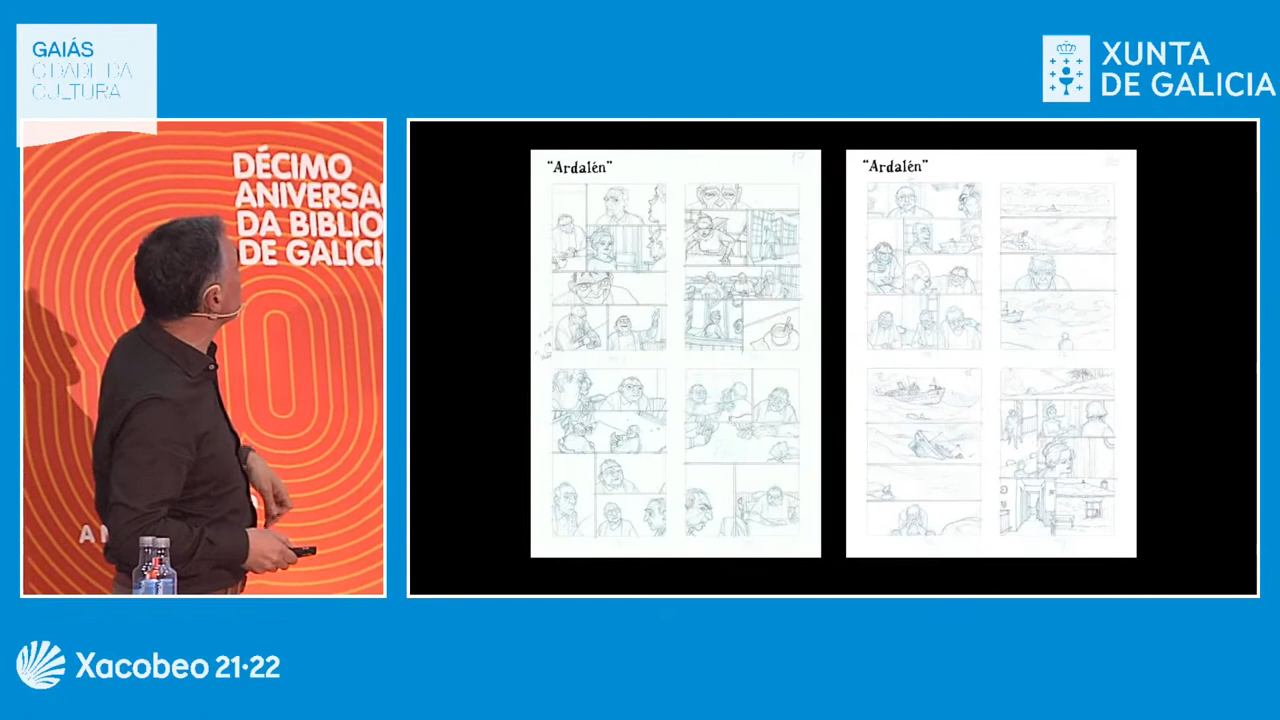 GAIÁS
CIDADE DA
CULTURA
XUNTA
DE GALICIA
DÉCIMO
ANIVERSA
DA BIBLIO
DE GALICI
"Ardalén"
"Ardalén"
Xacobeo 21·22